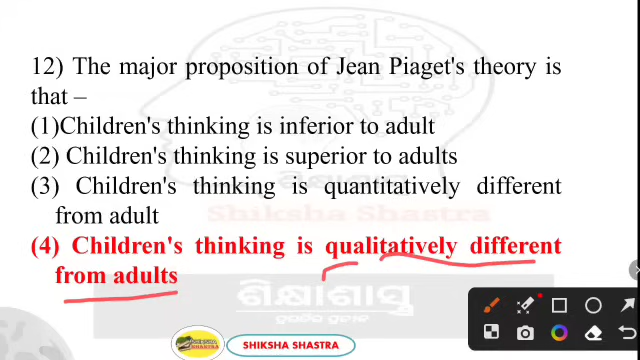 12) The major proposition of Jean Piaget's theory is
that –
(1)Children's thinking is inferior to adult
(2) Children's thinking is superior to adults
(3) Children's thinking is quantitatively different
from adult
Shiksha Shastra
(4) Children's thinking is qualitatively different
from adults
ଶିକ୍ଷାଶାସ୍ତ୍ର
SHIKSHA SHASTRA